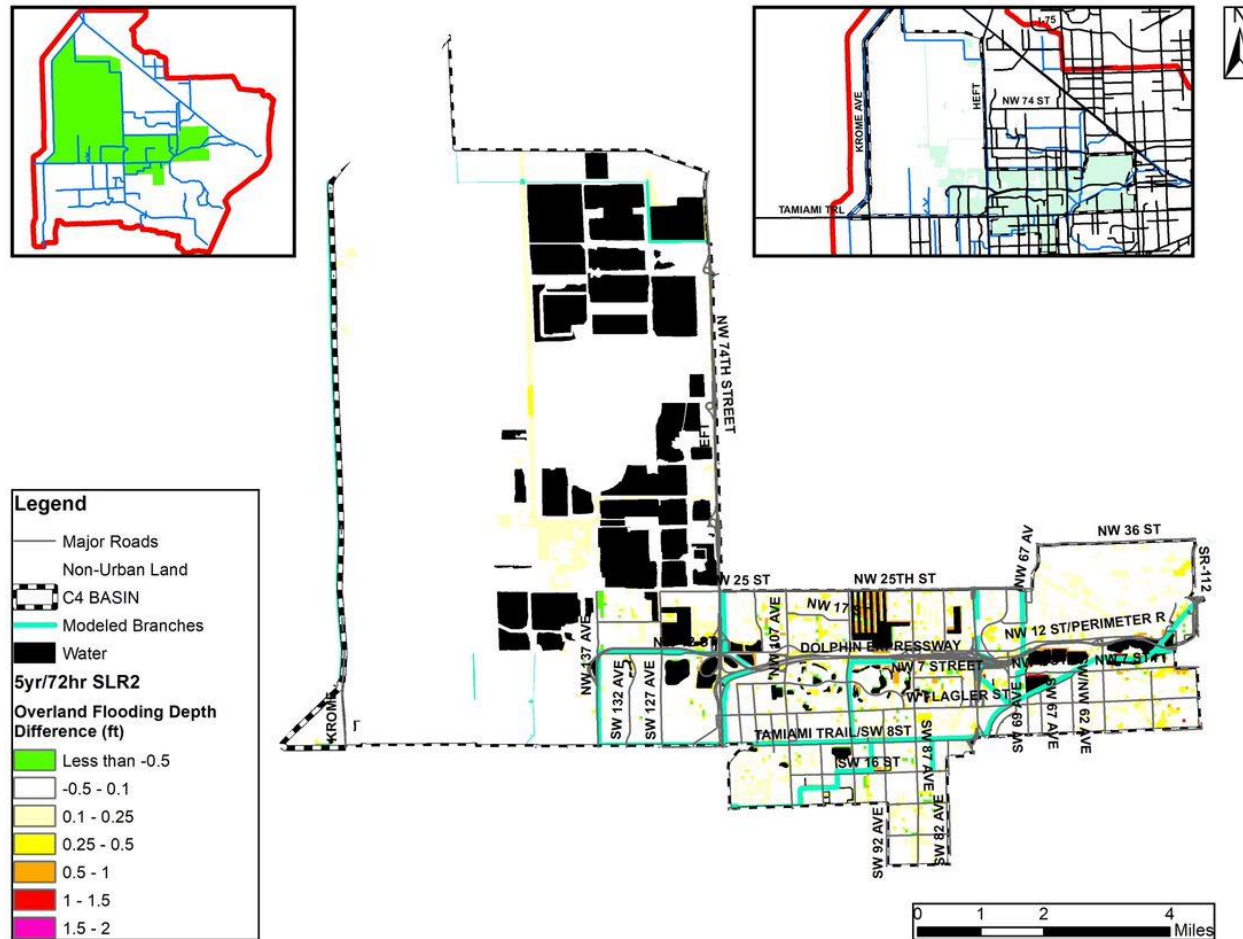 I-75
KROME AVE
HEFT
NW 74 ST
TAMIAMI TRL
N
NW 74TH STREET
EFT
Legend
Major Roads
Non-Urban Land
C4 BASIN
Modeled Branches
Water
5yr/72hr SLR2
Overland Flooding Depth
Difference (ft)
Less than -0.5
-0.5 - 0.1
0.1 - 0.25
0.25 - 0.5
0.5 - 1
1 - 1.5
1.5 - 2
NW 36 ST
SR-112
NW 67 AV
W 25 ST
NW 25TH ST
NW 17 ST
NW 137 AVE
NW 107 AVE
NW 12 ST/PERIMETER R
DOLPHIN EXPRESSWAY
NW 7 STREET
NW 7 ST
W FLAGLER ST
SW 132 AVE
SW 127 AVE
KROME
TAMIAMI TRAIL/SW 8ST
SW 87 AVE
SW 69 AVE
SW 67 AVE
SW/NW 62 AVE
SW 16 ST
SW 92 AVE
SW 82 AVE
0 1 2 4
Miles